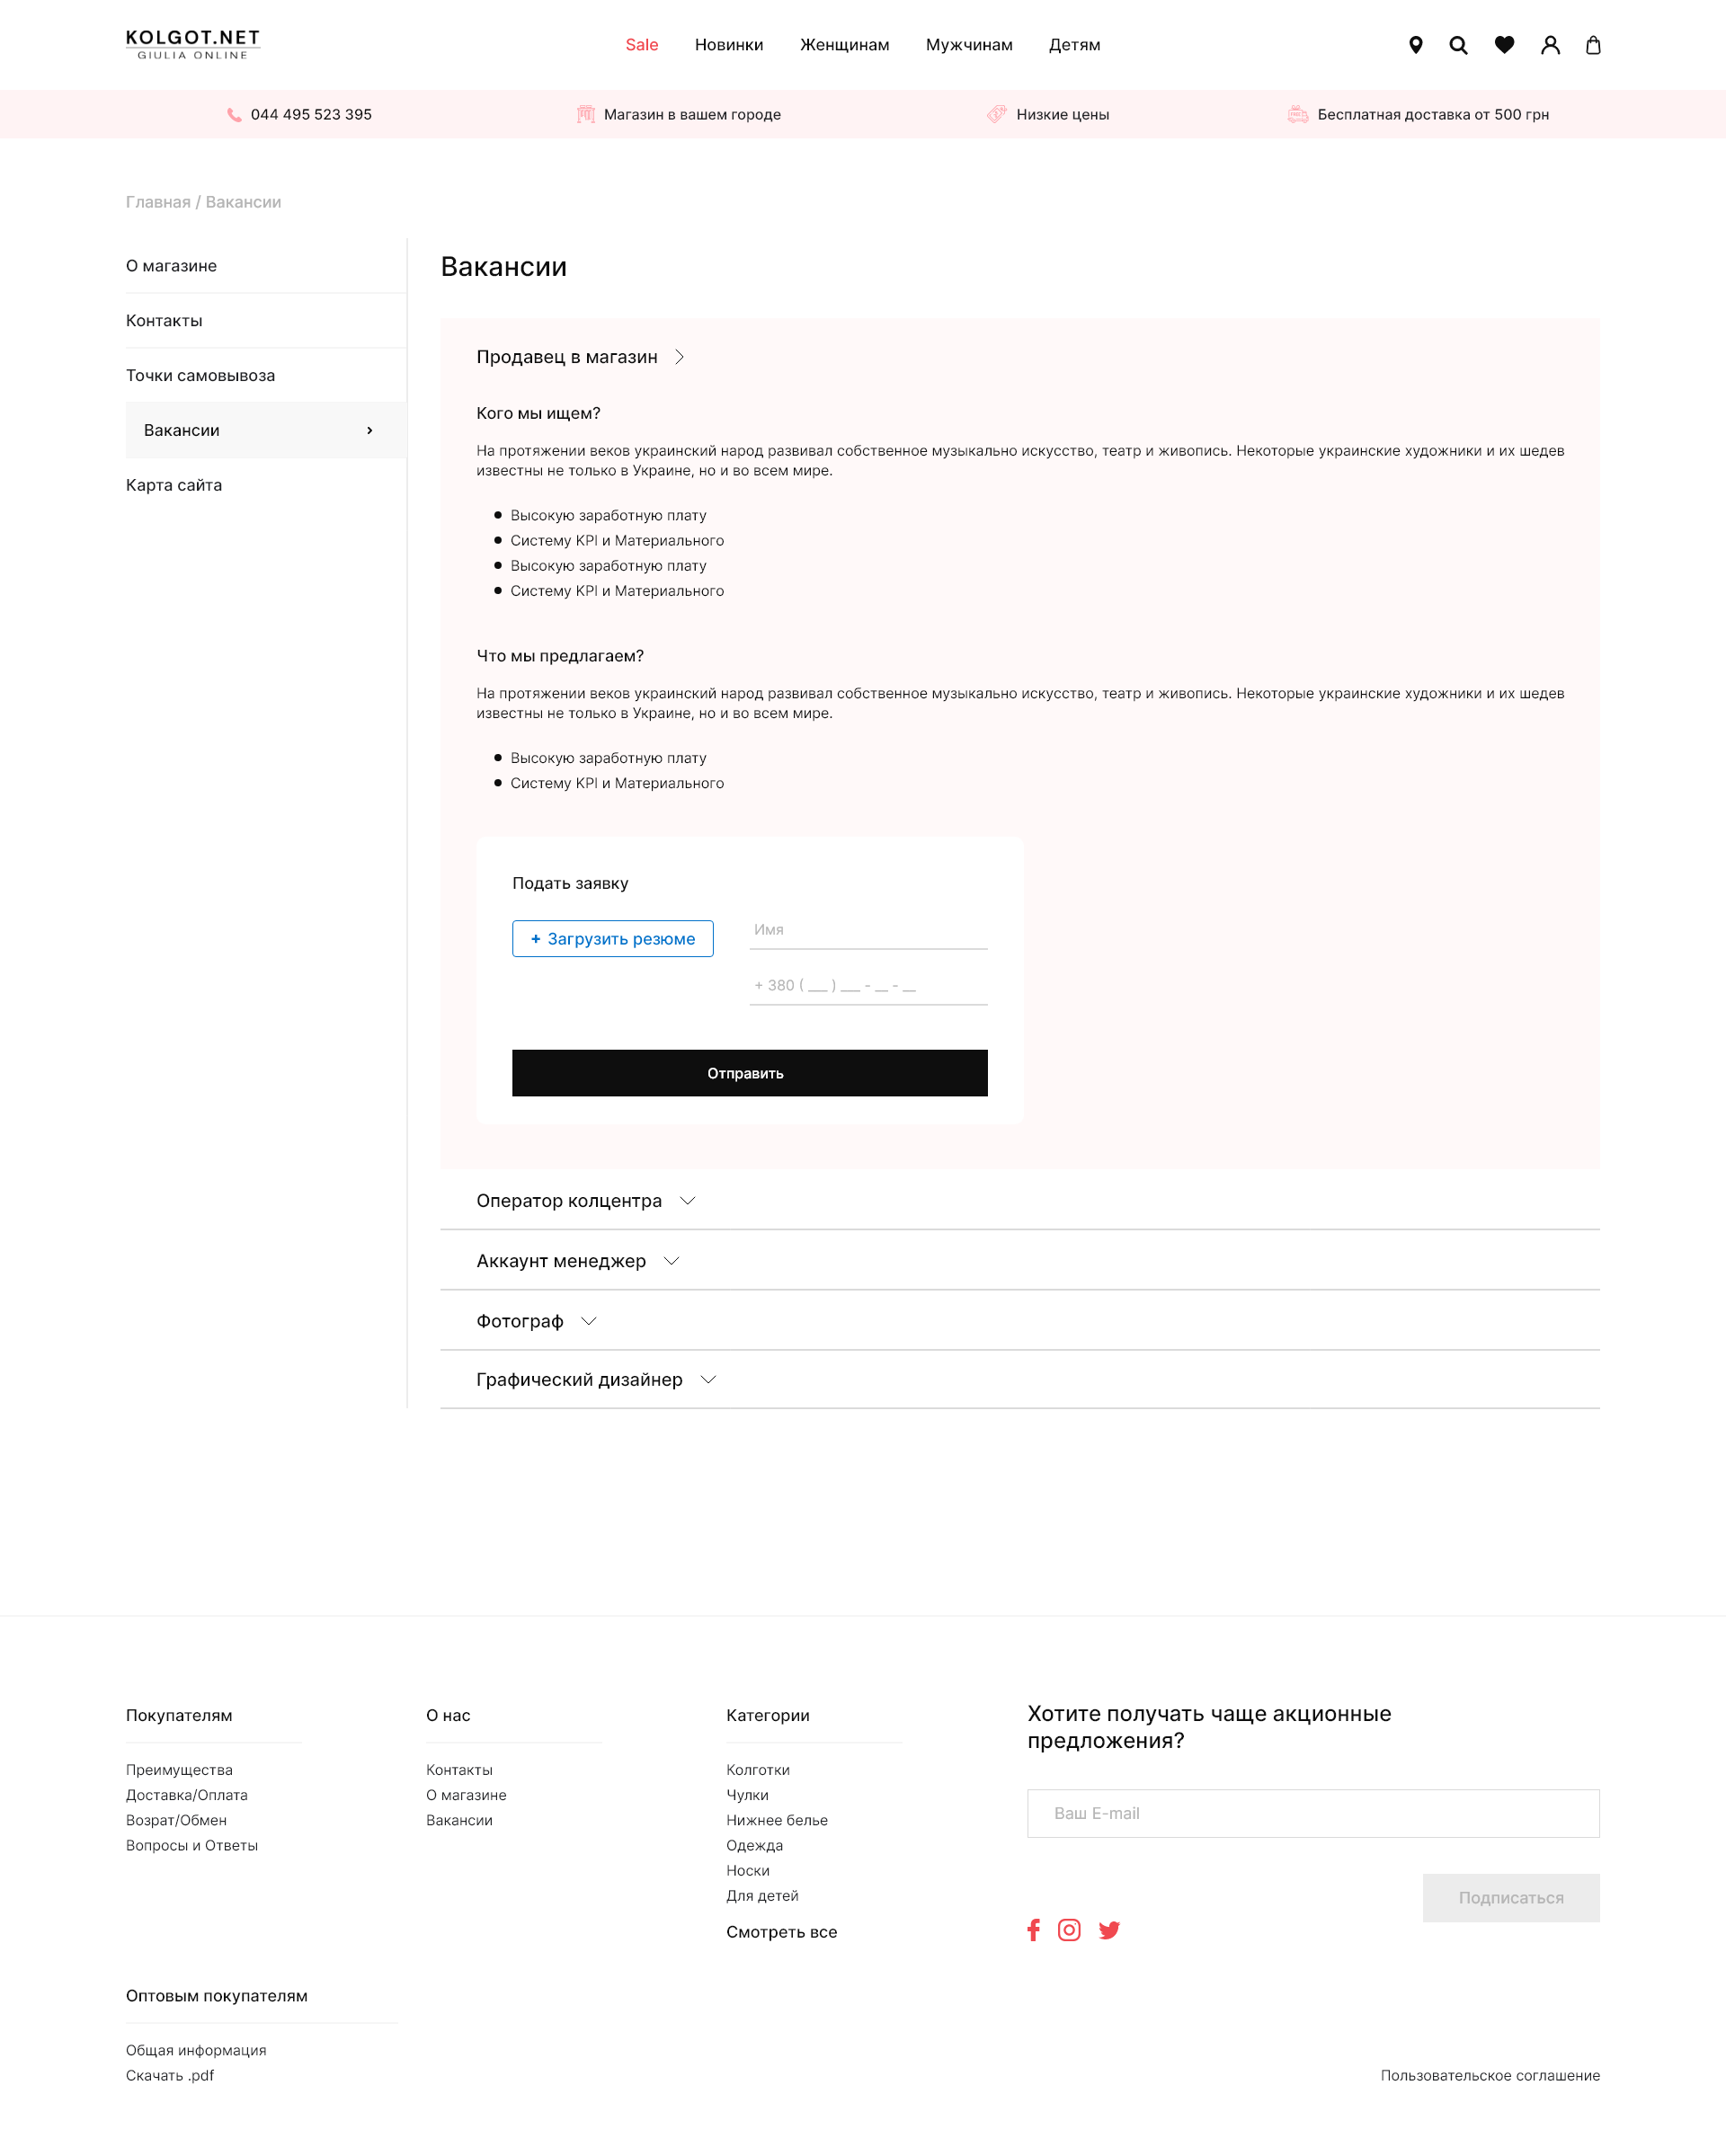 KOLGOT.NET
GIULIA ONLINE
Sale
Новинки
Женщинам
Мужчинам
Детям
044 495 523 395
Магазин в вашем городе
Низкие цены
Бесплатная доставка от 500 грн
Главная / Вакансии
О магазине
Контакты
Точки самовывоза
Вакансии
Карта сайта
Вакансии
Продавец в магазин
Кого мы ищем?
На протяжении веков украинский народ развивал собственное музыкально искусство, театр и живопись. Некоторые украинские художники и их шедев
известны не только в Украине, но и во всем мире.
Высокую заработную плату
Систему KPI и Материального
Высокую заработную плату
Систему KPI и Материального
Что мы предлагаем?
На протяжении веков украинский народ развивал собственное музыкально искусство, театр и живопись. Некоторые украинские художники и их шедев
известны не только в Украине, но и во всем мире.
Высокую заработную плату
Систему KPI и Материального
Подать заявку
+ Загрузить резюме
Имя
+ 380 ( __ ) __ - _ - _
Отправить
Оператор колцентра
Аккаунт менеджер
Фотограф
Графический дизайнер
Покупателям
Преимущества
Доставка/Оплата
Возрат/Обмен
Вопросы и Ответы
О нас
Контакты
О магазине
Вакансии
Категории
Колготки
Чулки
Нижнее белье
Одежда
Носки
Для детей
Смотреть все
Хотите получать чаще акционные
предложения?
Ваш E-mail
Подписаться
Оптовым покупателям
Общая информация
Скачать .pdf
Пользовательское соглашение